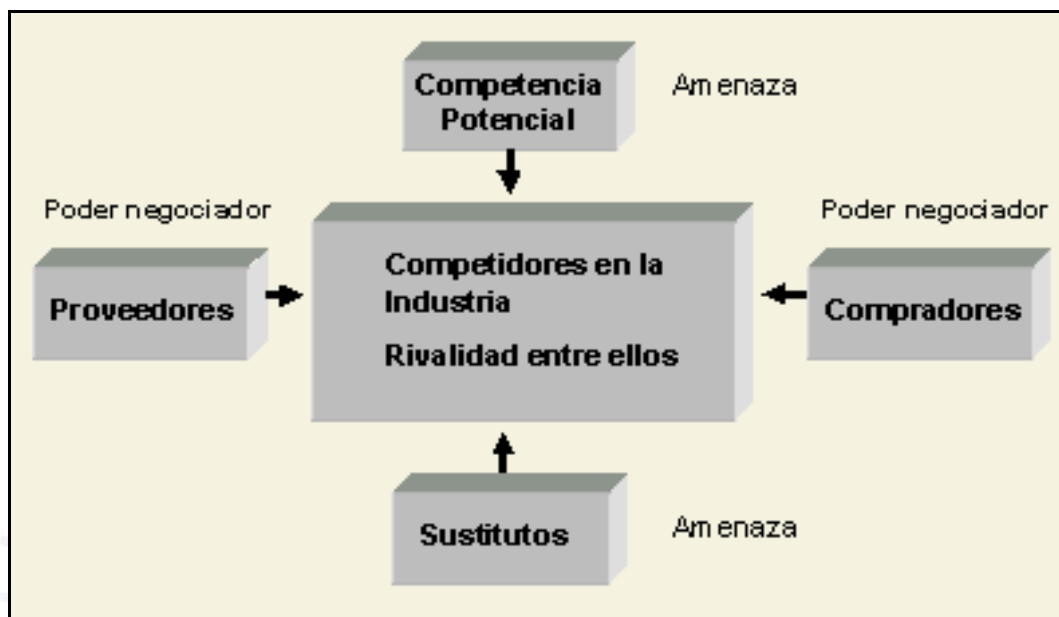 Competencia
Potencial
Amenaza
Poder negociador
Poder negociador
Proveedores
Competidores en la
Industria
Rivalidad entre ellos
Compradores
Sustitutos
Amenaza